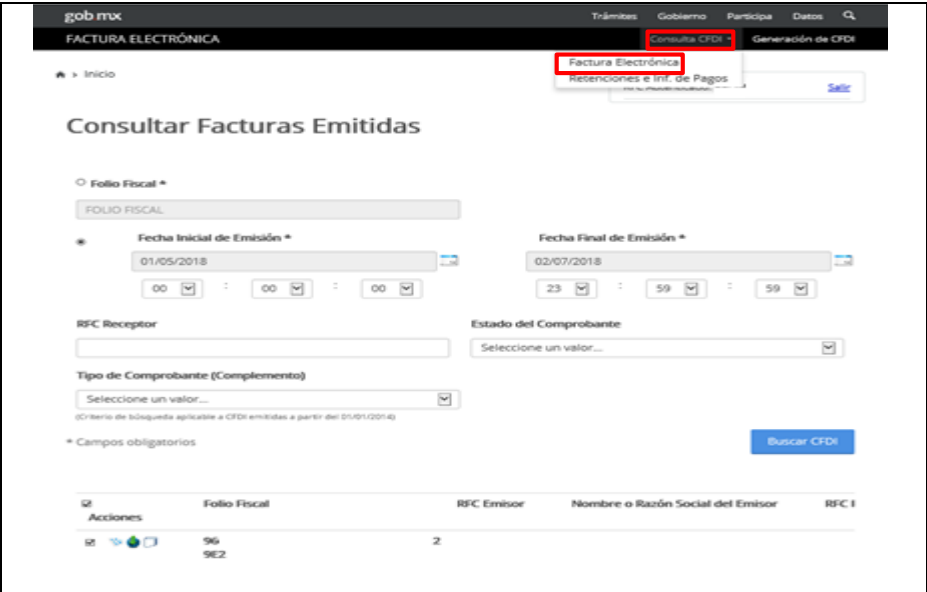 gob mx
Trámites Gobierno Participa Datos
FACTURA ELECTRÓNICA
Consulta CFDI Generación de CFDI
Factura Electrónica
Retenciones e Inf. de Pagos
> Inicio
RFC Autenticado:
Salir
Consultar Facturas Emitidas
Folio Fiscal *
FOLIO FISCAL
Fecha Inicial de Emisión * Fecha Final de Emisión *
01/05/2018 02/07/2018
00 : 00 : 00 23 : 59 : 59
RFC Receptor Estado del Comprobante
Seleccione un valor...
Tipo de Comprobante (Complemento)
Seleccione un valor...
(Criterio de búsqueda aplicable a CFDI emitidas a partir del 01/01/2014)
* Campos obligatorios
Buscar CFDI
Acciones Folio Fiscal RFC Emisor Nombre o Razón Social del Emisor RFC
96 2
9E2